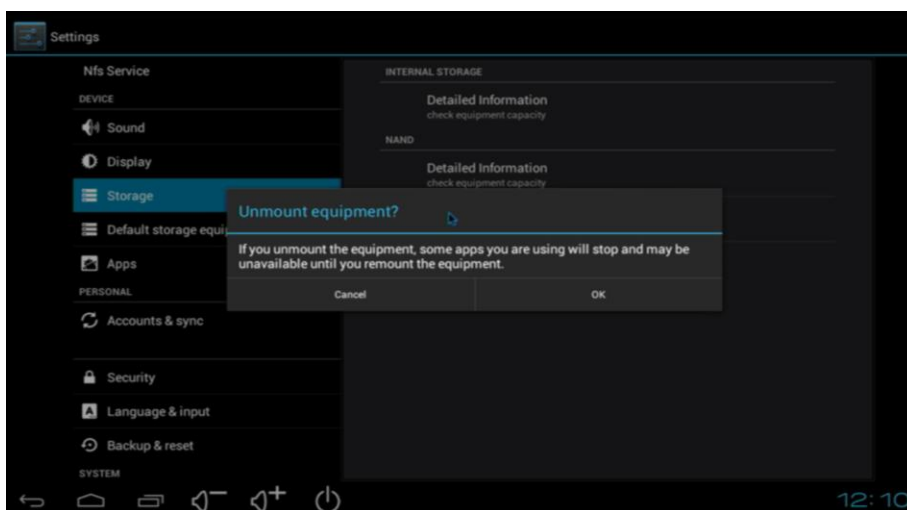 Settings
Nfs Service
DEVICE
Sound
Display
Storage
Default storage equi
Apps
PERSONAL
Accounts & sync
Security
Language & input
Backup & reset
SYSTEM
INTERNAL STORAGE
Detailed Information
check equipment capacity
NAND
Detailed Information
check equipment capacity
Unmount equipment?
If you unmount the equipment, some apps you are using will stop and may be
unavailable until you remount the equipment.
Cancel
OK
12:10